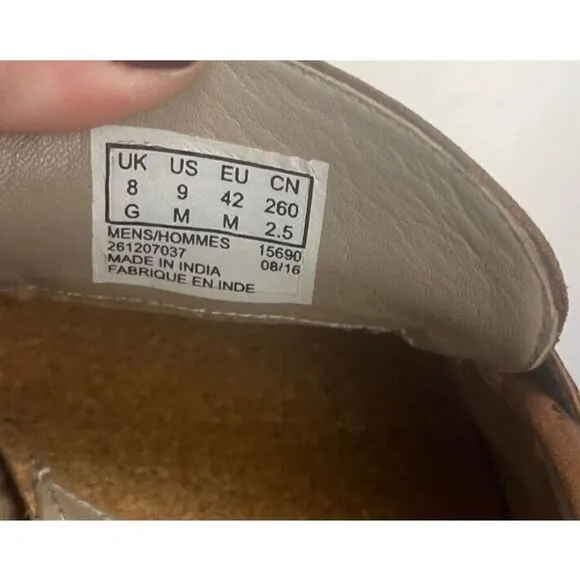 UK US EU CN
8 9 42 260
G M M 2.5
MENS/HOMMES 15690
261207037 08/16
MADE IN INDIA
FABRIQUE EN INDE